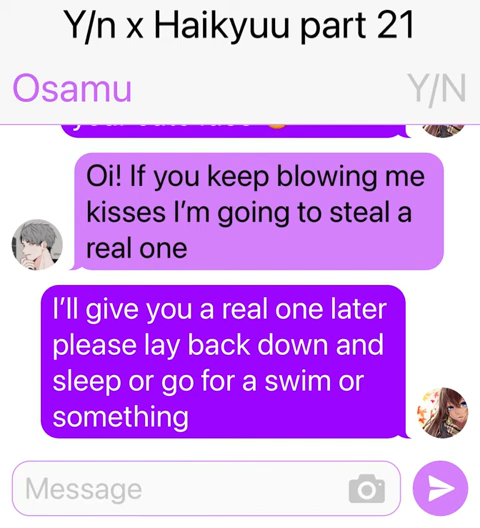 Y/n x Haikyuu part 21
Osamu
Y/N
Oi! If you keep blowing me
kisses I'm going to steal a
real one
I'll give you a real one later
please lay back down and
sleep or go for a swim or
something
Message